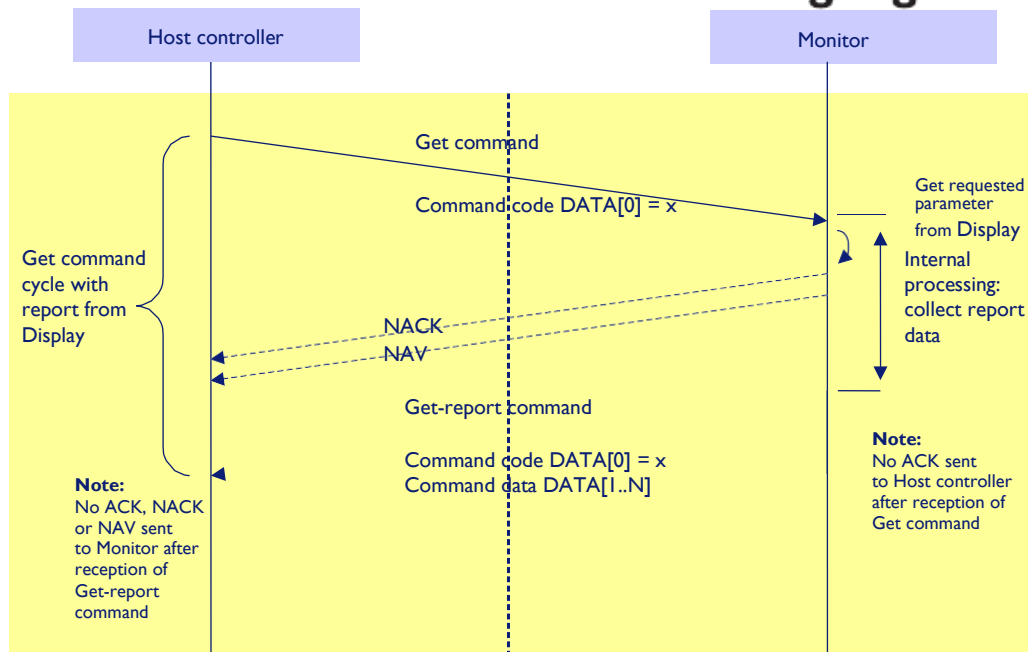 Host controller
Monitor
Get command
Command code DATA[0] = x
Get requested
parameter
from Display
Get command
cycle with
report from
Display
Internal
processing:
collect report
data
NACK
NAV
Get-report command
Command code DATA[0] = x
Command data DATA[1..N]
Note:
No ACK sent
to Host controller
after reception of
Get command
Note:
No ACK, NACK
or NAV sent
to Monitor after
reception of
Get-report
command